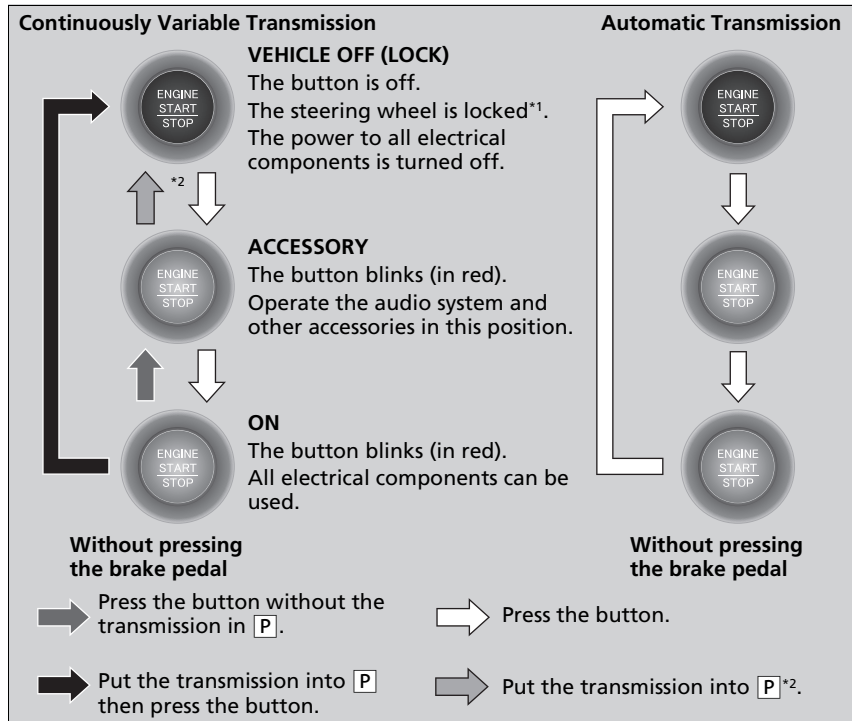 Continuously Variable Transmission
Automatic Transmission
ENGINE
START
STOP
VEHICLE OFF (LOCK)
The button is off.
The steering wheel is locked*1.
The power to all electrical
components is turned off.
ENGINE
START
STOP
*2
ENGINE
START
STOP
ACCESSORY
The button blinks (in red).
Operate the audio system and
other accessories in this position.
ENGINE
START
STOP
ENGINE
START
STOP
ON
The button blinks (in red).
All electrical components can be
used.
ENGINE
START
STOP
Without pressing
the brake pedal
Without pressing
the brake pedal
Press the button without the
transmission in P.
Press the button.
Put the transmission into P
then press the button.
Put the transmission into P*2.